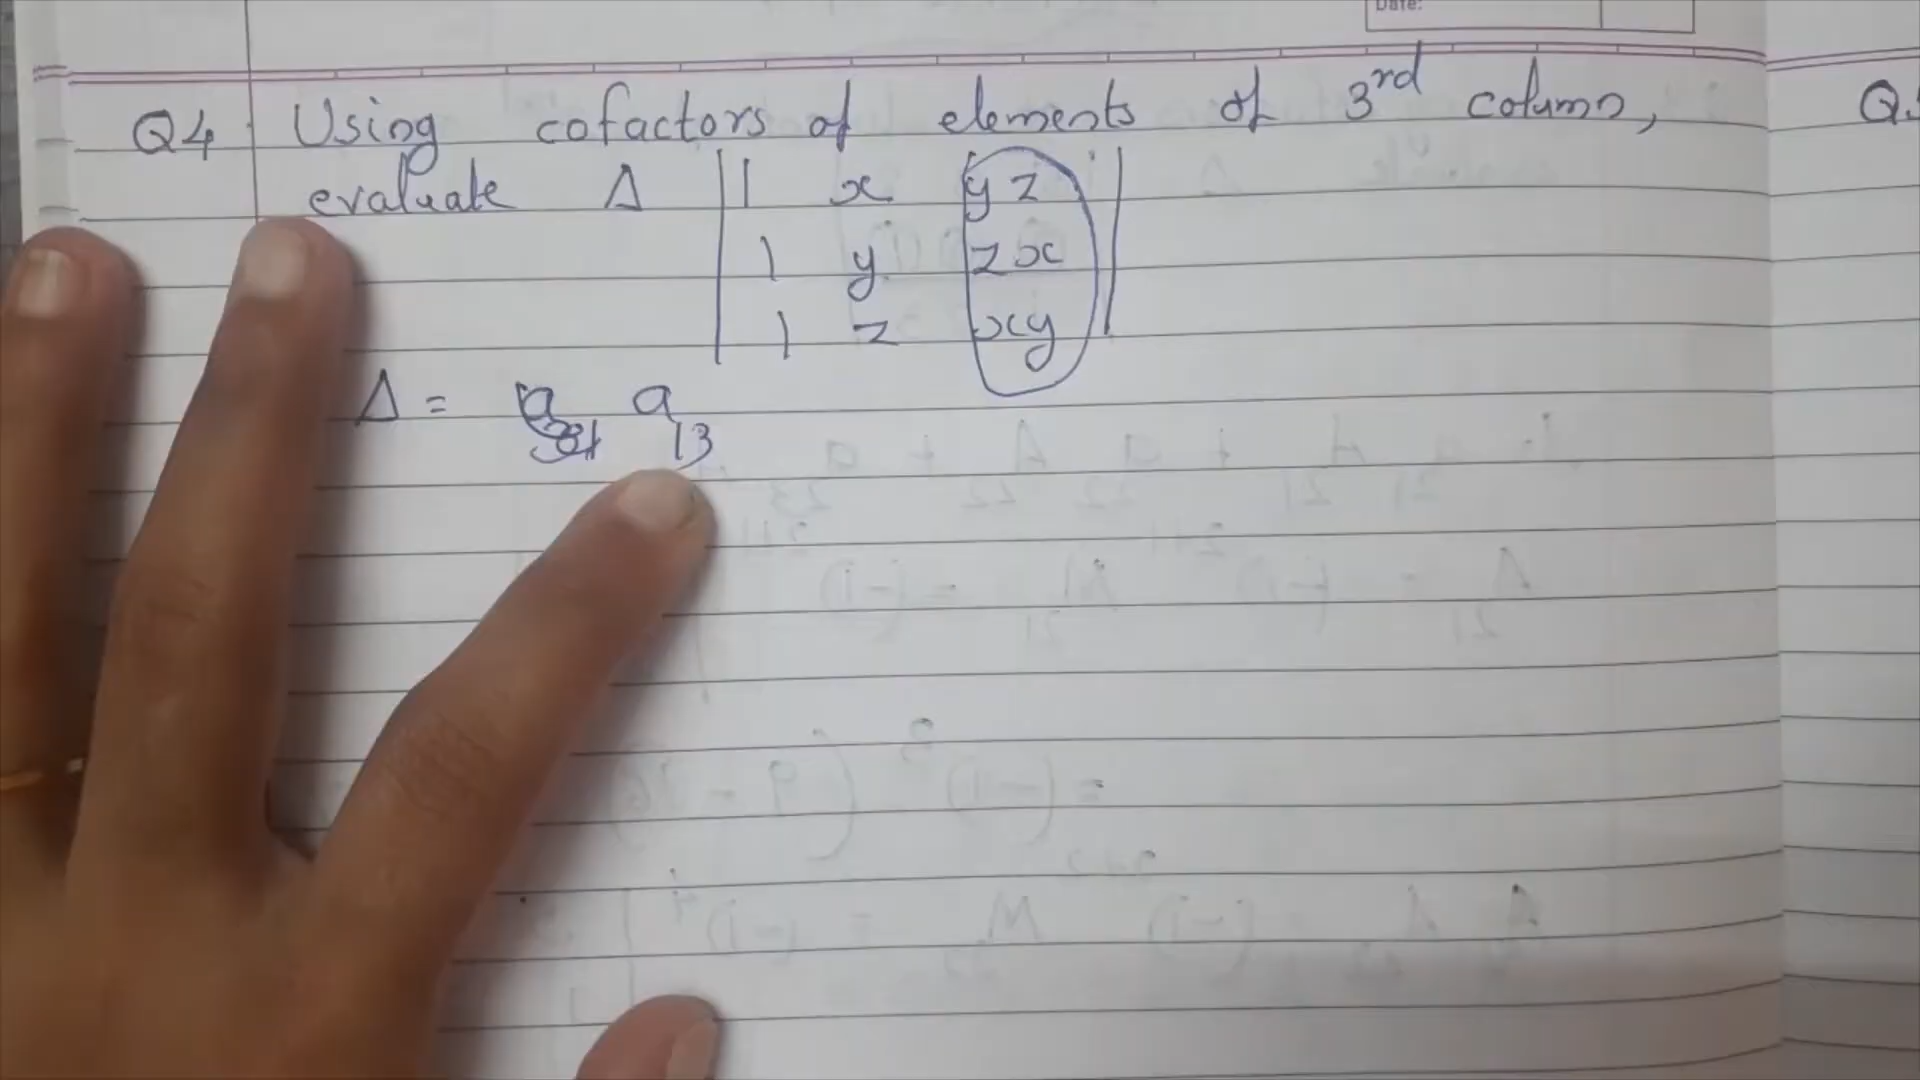 Date:
Q4 Using cofactors of elements of 3rd column,
evaluate Δ | 1 x yz |
| 1 y zx |
| 1 z xy |
Δ = a13